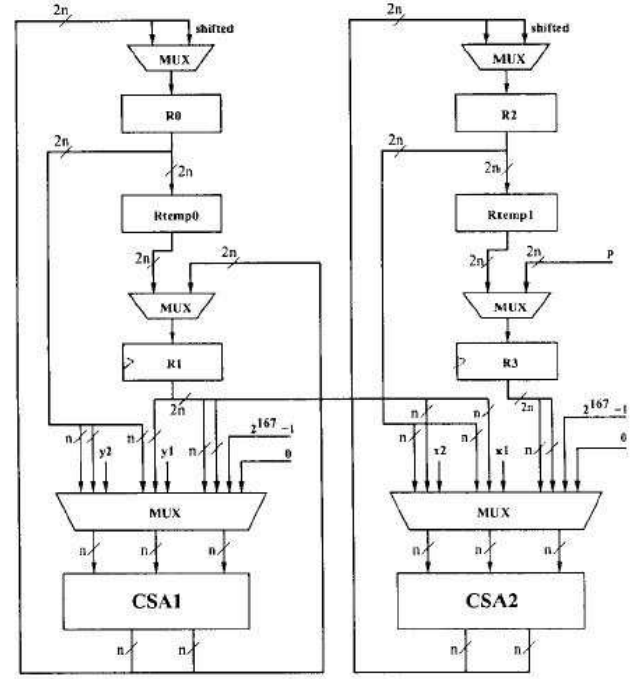 2n shifted 2n shifted
MUX MUX
R0 R2
2n 2n
2n 2n
Rtemp0 Rtemp1
2n 2n 2n 2n P
MUX MUX
R1 R3
2n 2n
n n n n n n n n 2^167 -1
n y2 n y1 n 2^167 -1 x2 x1
0 0
MUX MUX
n n n n n n
CSA1 CSA2
n n n n